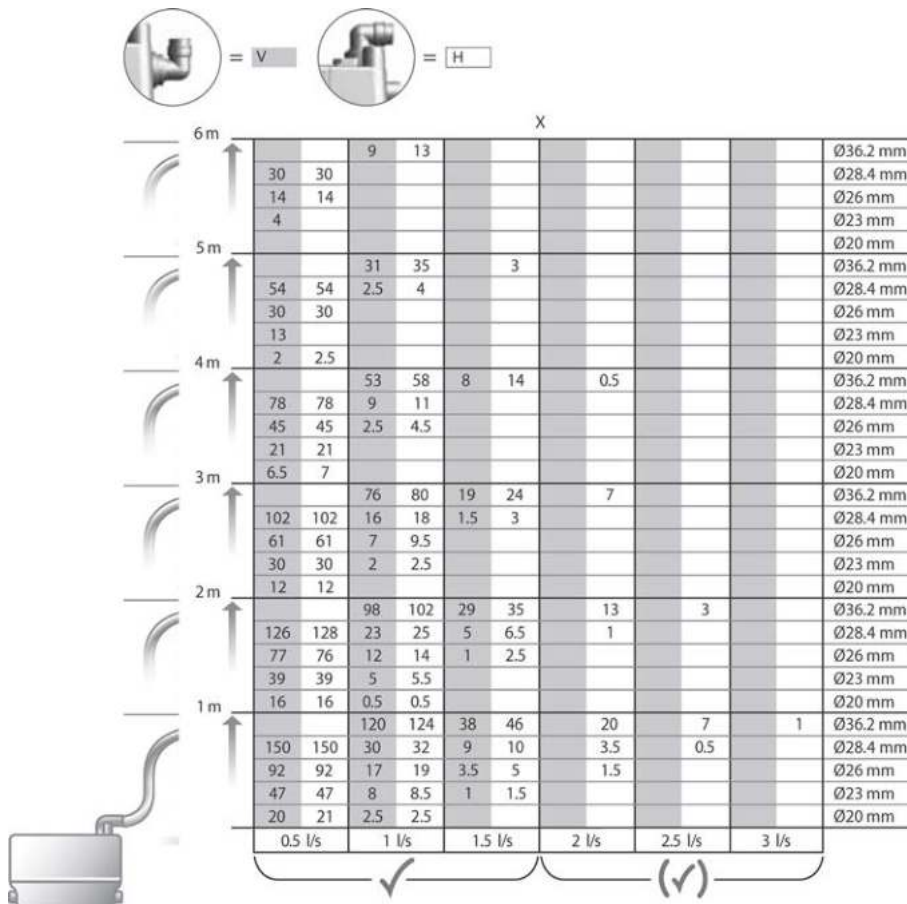 = V = H
X
6 m
9 13 Ø36.2 mm
30 30 Ø28.4 mm
14 14 Ø26 mm
4 Ø23 mm
Ø20 mm
5 m
31 35 3 Ø36.2 mm
54 54 2.5 4 Ø28.4 mm
30 30 Ø26 mm
13 Ø23 mm
2 2.5 Ø20 mm
4 m
53 58 8 14 0.5 Ø36.2 mm
78 78 9 11 Ø28.4 mm
45 45 2.5 4.5 Ø26 mm
21 21 Ø23 mm
6.5 7 Ø20 mm
3 m
76 80 19 24 7 Ø36.2 mm
102 102 16 18 1.5 3 Ø28.4 mm
61 61 7 9.5 Ø26 mm
30 30 2 2.5 Ø23 mm
12 12 Ø20 mm
2 m
98 102 29 35 13 3 Ø36.2 mm
126 128 23 25 5 6.5 1 Ø28.4 mm
77 76 12 14 1 2.5 Ø26 mm
39 39 5 5.5 Ø23 mm
16 16 0.5 0.5 Ø20 mm
1 m
120 124 38 46 20 7 1 Ø36.2 mm
150 150 30 32 9 10 3.5 0.5 Ø28.4 mm
92 92 17 19 3.5 5 1.5 Ø26 mm
47 47 8 8.5 1 1.5 Ø23 mm
20 21 2.5 2.5 Ø20 mm
0.5 l/s 1 l/s 1.5 l/s 2 l/s 2.5 l/s 3 l/s
✓ (✓)